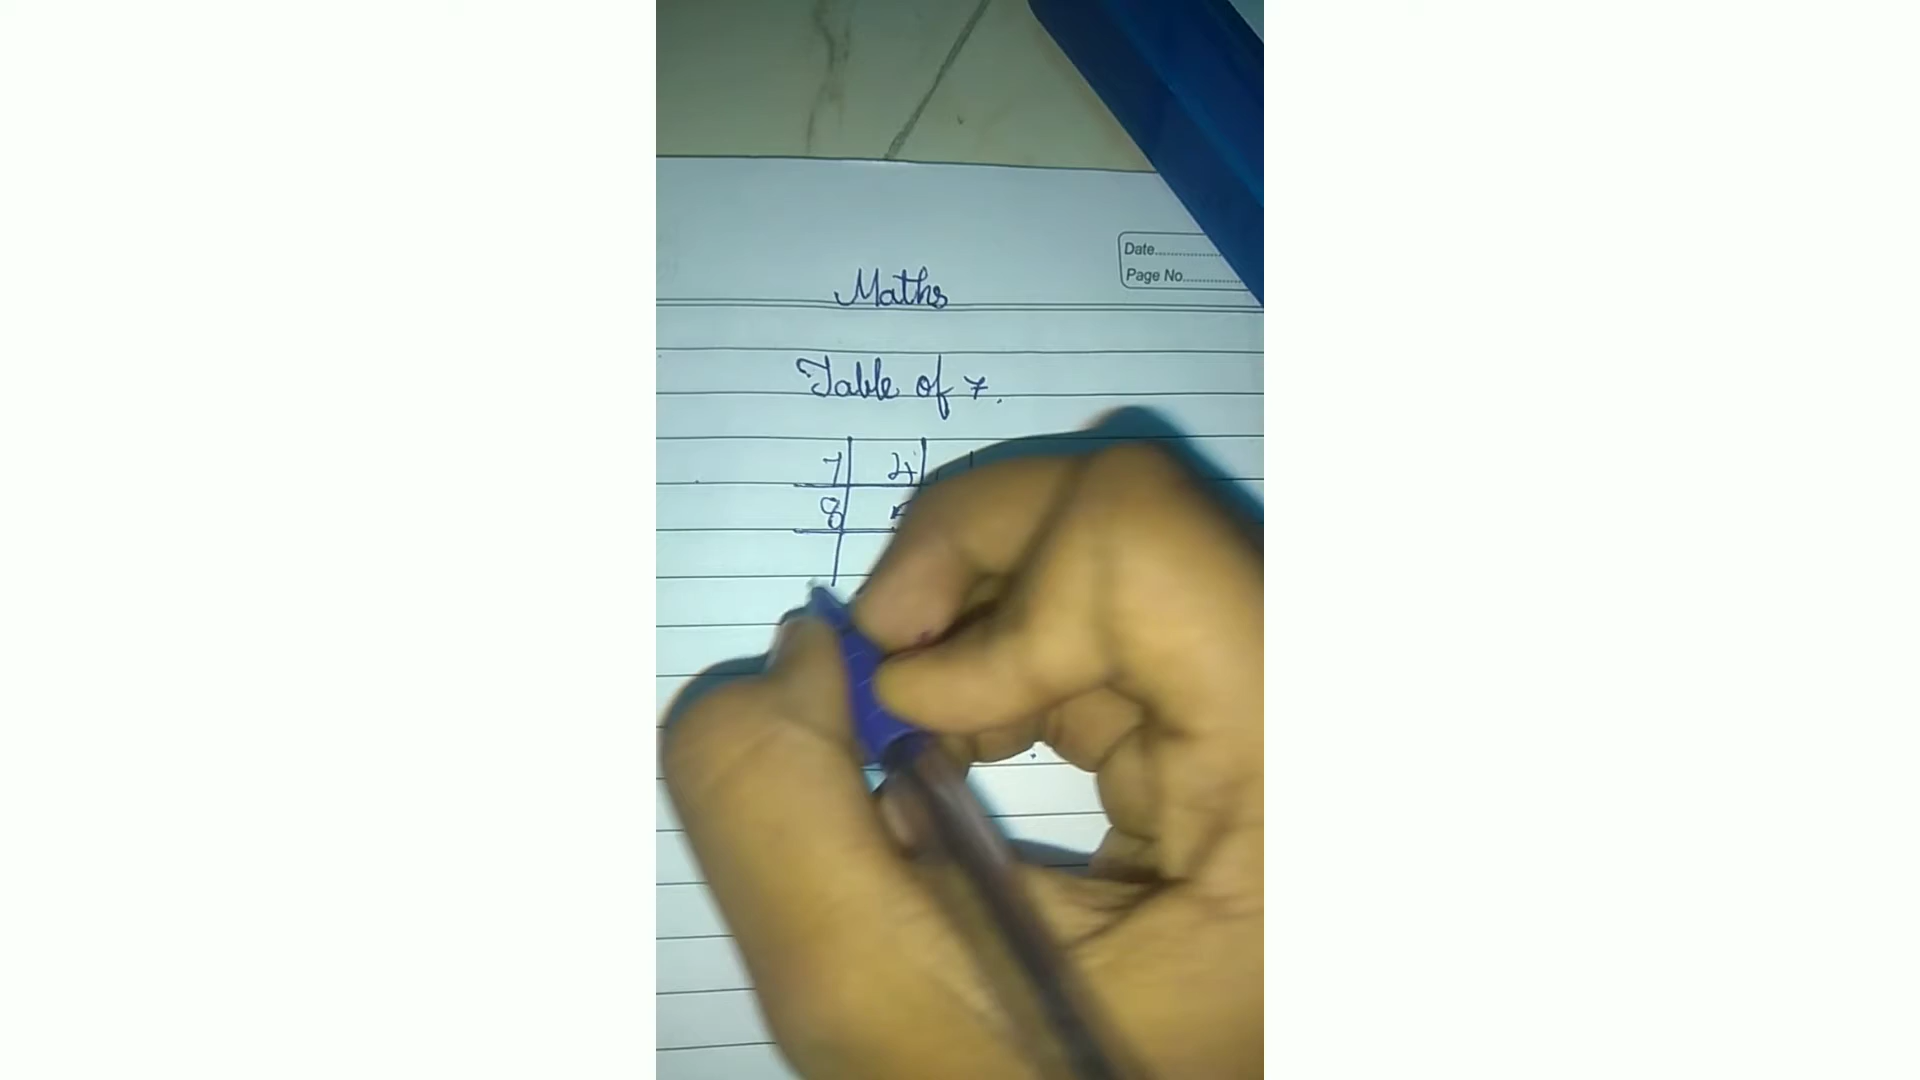 Date..............
Page No..............
Maths
Table of 7.
7 4
8